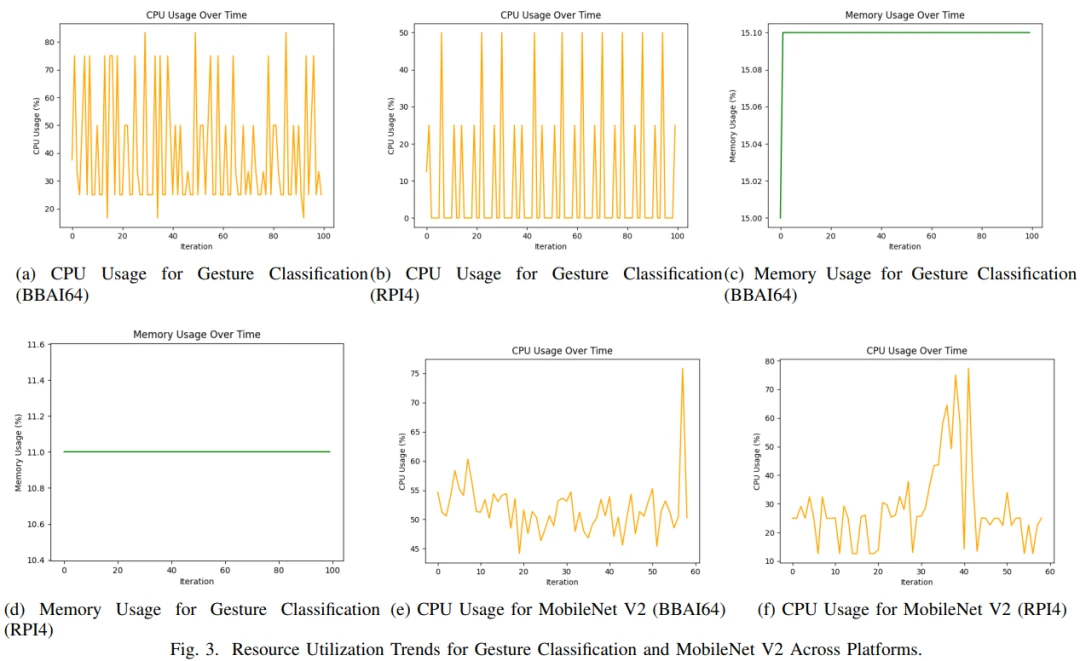 CPU Usage Over Time
CPU Usage (%)
80
70
60
50
40
30
20
0 20 40 60 80 100
Iteration
CPU Usage Over Time
CPU Usage (%)
50
40
30
20
10
0
0 20 40 60 80 100
Iteration
Memory Usage Over Time
Memory Usage (%)
15.10
15.08
15.06
15.04
15.02
15.00
0 20 40 60 80 100
Iteration
(a) CPU Usage for Gesture Classification
(BBAI64)
(b) CPU Usage for Gesture Classification
(RPI4)
(c) Memory Usage for Gesture Classification
(BBAI64)
Memory Usage Over Time
Memory Usage (%)
11.6
11.4
11.2
11.0
10.8
10.6
10.4
0 20 40 60 80 100
Iteration
CPU Usage Over Time
CPU Usage (%)
75
70
65
60
55
50
45
0 10 20 30 40 50 60
Iteration
CPU Usage Over Time
CPU Usage (%)
80
70
60
50
40
30
20
10
0 10 20 30 40 50 60
Iteration
(d) Memory Usage for Gesture Classification
(RPI4)
(e) CPU Usage for MobileNet V2 (BBAI64)
(f) CPU Usage for MobileNet V2 (RPI4)
Fig. 3. Resource Utilization Trends for Gesture Classification and MobileNet V2 Across Platforms.